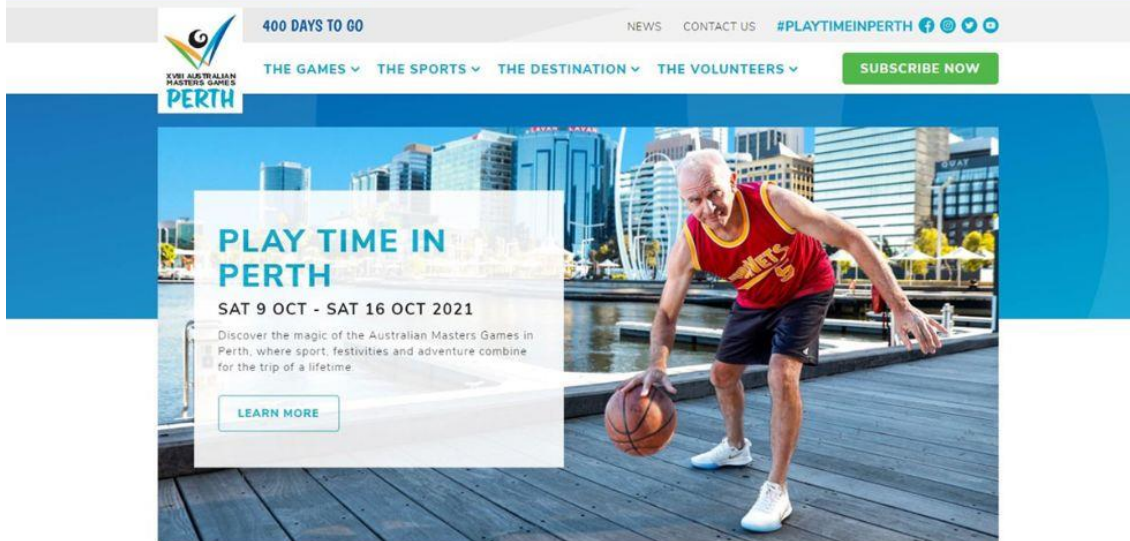 400 DAYS TO GO
NEWS CONTACT US #PLAYTIMEINPERTH
XVIII AUSTRALIAN
MASTERS GAMES
PERTH
THE GAMES THE SPORTS THE DESTINATION THE VOLUNTEERS SUBSCRIBE NOW
PLAY TIME IN
PERTH
SAT 9 OCT - SAT 16 OCT 2021
Discover the magic of the Australian Masters Games in
Perth, where sport, festivities and adventure combine
for the trip of a lifetime.
LEARN MORE
QUAY